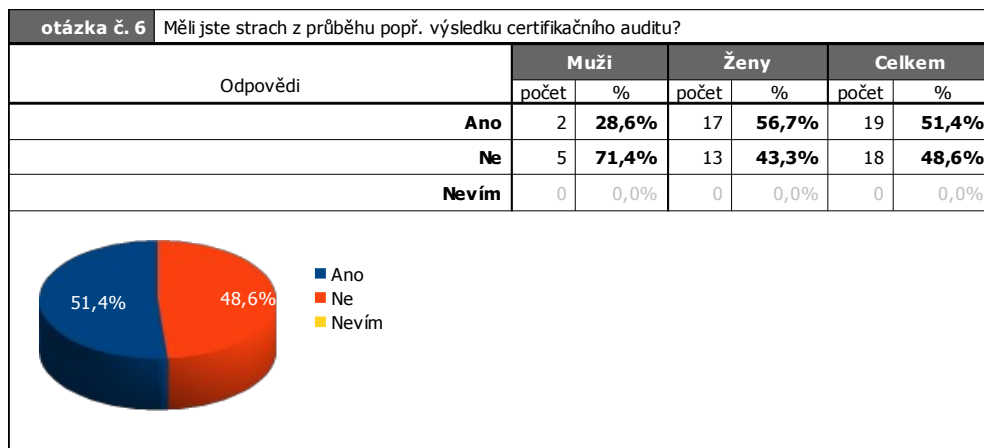 otázka č. 6 Měli jste strach z průběhu popř. výsledku certifikačního auditu?
Odpovědi Muži Ženy Celkem
počet % počet % počet %
Ano 2 28,6% 17 56,7% 19 51,4%
Ne 5 71,4% 13 43,3% 18 48,6%
Nevím 0 0,0% 0 0,0% 0 0,0%
51,4% 48,6%
Ano
Ne
Nevím